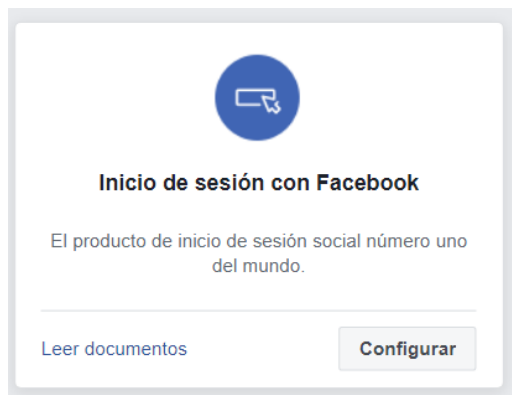 Inicio de sesión con Facebook
El producto de inicio de sesión social número uno
del mundo.
Leer documentos
Configurar